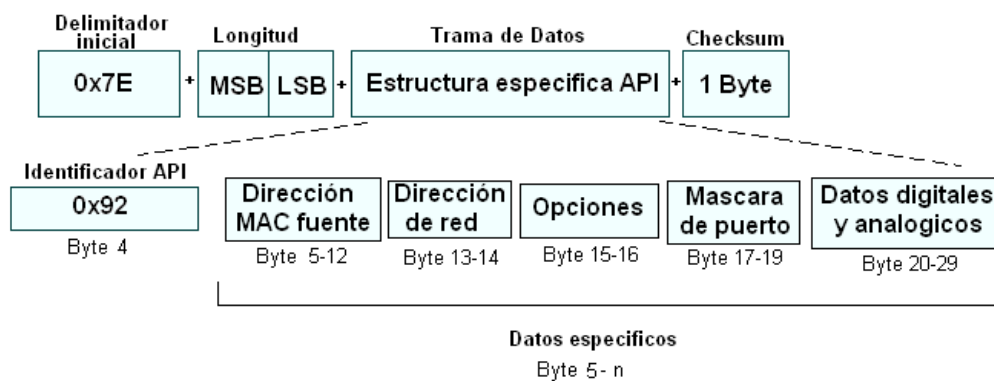 Delimitador
inicial
Longitud
Trama de Datos
Checksum
0x7E
+
MSB
LSB
+
Estructura especifica API
+
1 Byte
Identificador API
0x92
Byte 4
Dirección
MAC fuente
Byte 5-12
Dirección
de red
Byte 13-14
Opciones
Byte 15-16
Mascara
de puerto
Byte 17-19
Datos digitales
y analogicos
Byte 20-29
Datos especificos
Byte 5- n